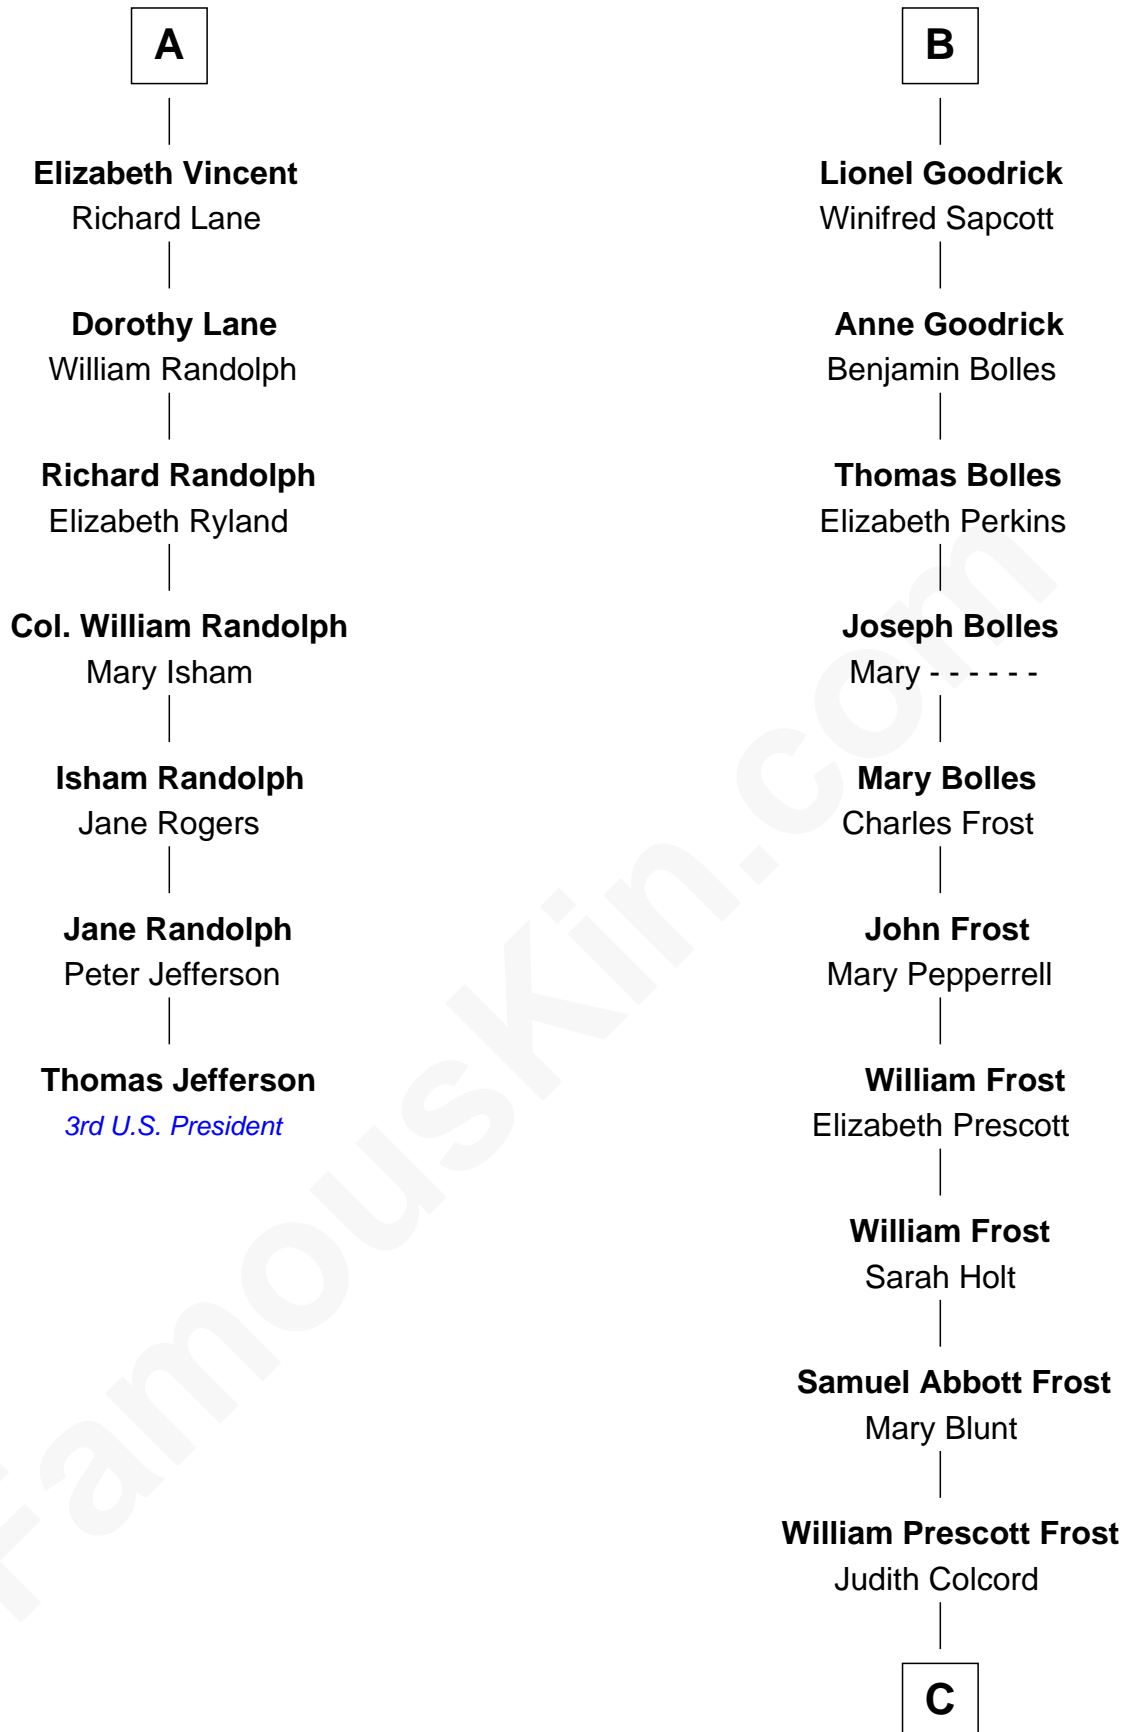 A
Elizabeth Vincent
Richard Lane
Dorothy Lane
William Randolph
Richard Randolph
Elizabeth Ryland
Col. William Randolph
Mary Isham
Isham Randolph
Jane Rogers
Jane Randolph
Peter Jefferson
Thomas Jefferson
3rd U.S. President
B
Lionel Goodrick
Winifred Sapcott
Anne Goodrick
Benjamin Bolles
Thomas Bolles
Elizabeth Perkins
Joseph Bolles
Mary - - - - - -
Mary Bolles
Charles Frost
John Frost
Mary Pepperrell
William Frost
Elizabeth Prescott
William Frost
Sarah Holt
Samuel Abbott Frost
Mary Blunt
William Prescott Frost
Judith Colcord
C
FamousKin.com